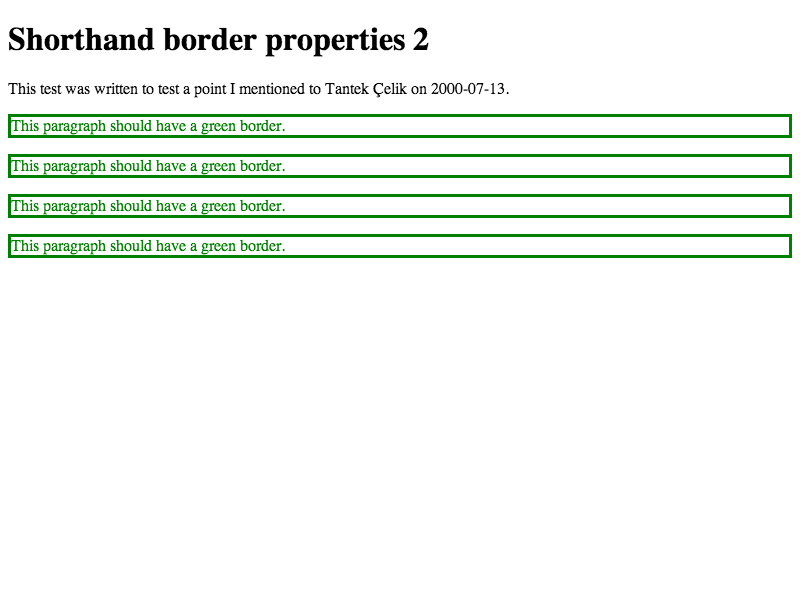 Shorthand border properties 2
This test was written to test a point I mentioned to Tantek Çelik on 2000-07-13.
This paragraph should have a green border.
This paragraph should have a green border.
This paragraph should have a green border.
This paragraph should have a green border.